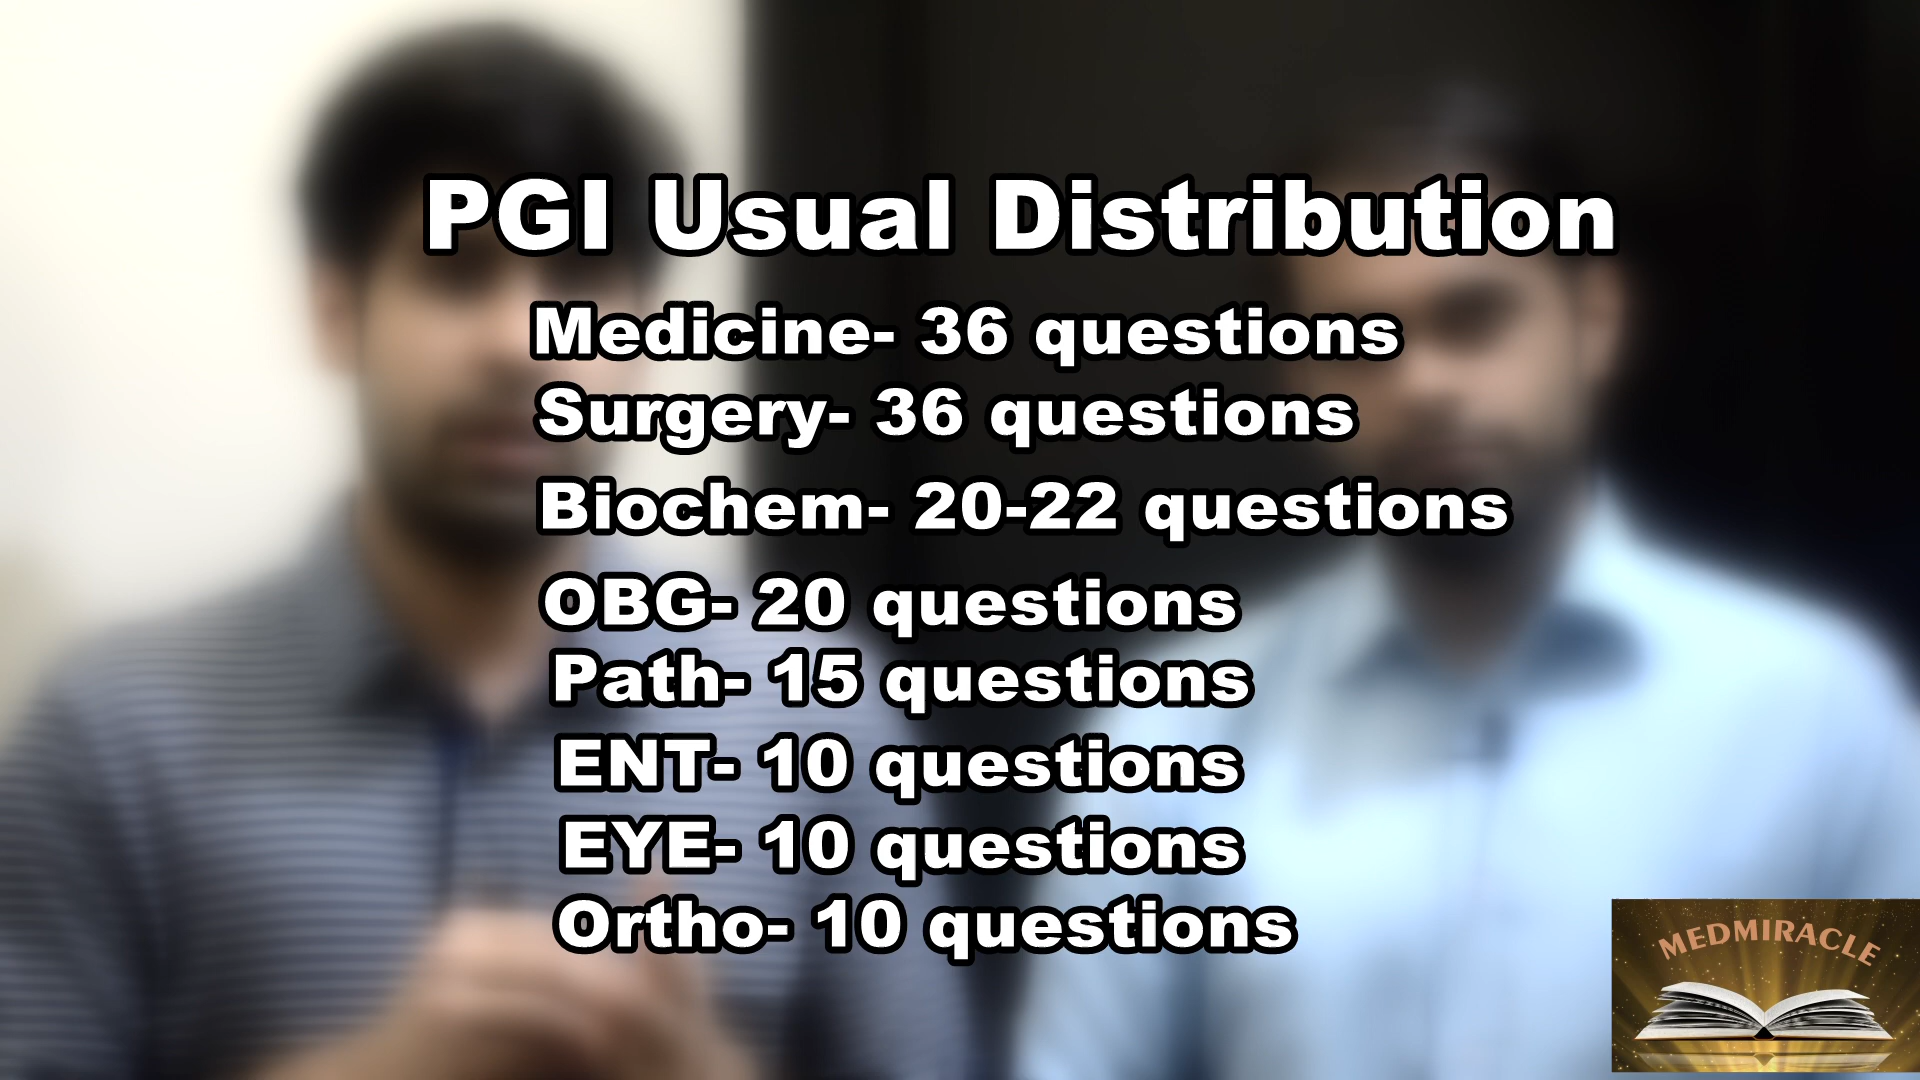 PGI Usual Distribution
Medicine- 36 questions
Surgery- 36 questions
Biochem- 20-22 questions
OBG- 20 questions
Path- 15 questions
ENT- 10 questions
EYE- 10 questions
Ortho- 10 questions
MEDMIRACLE